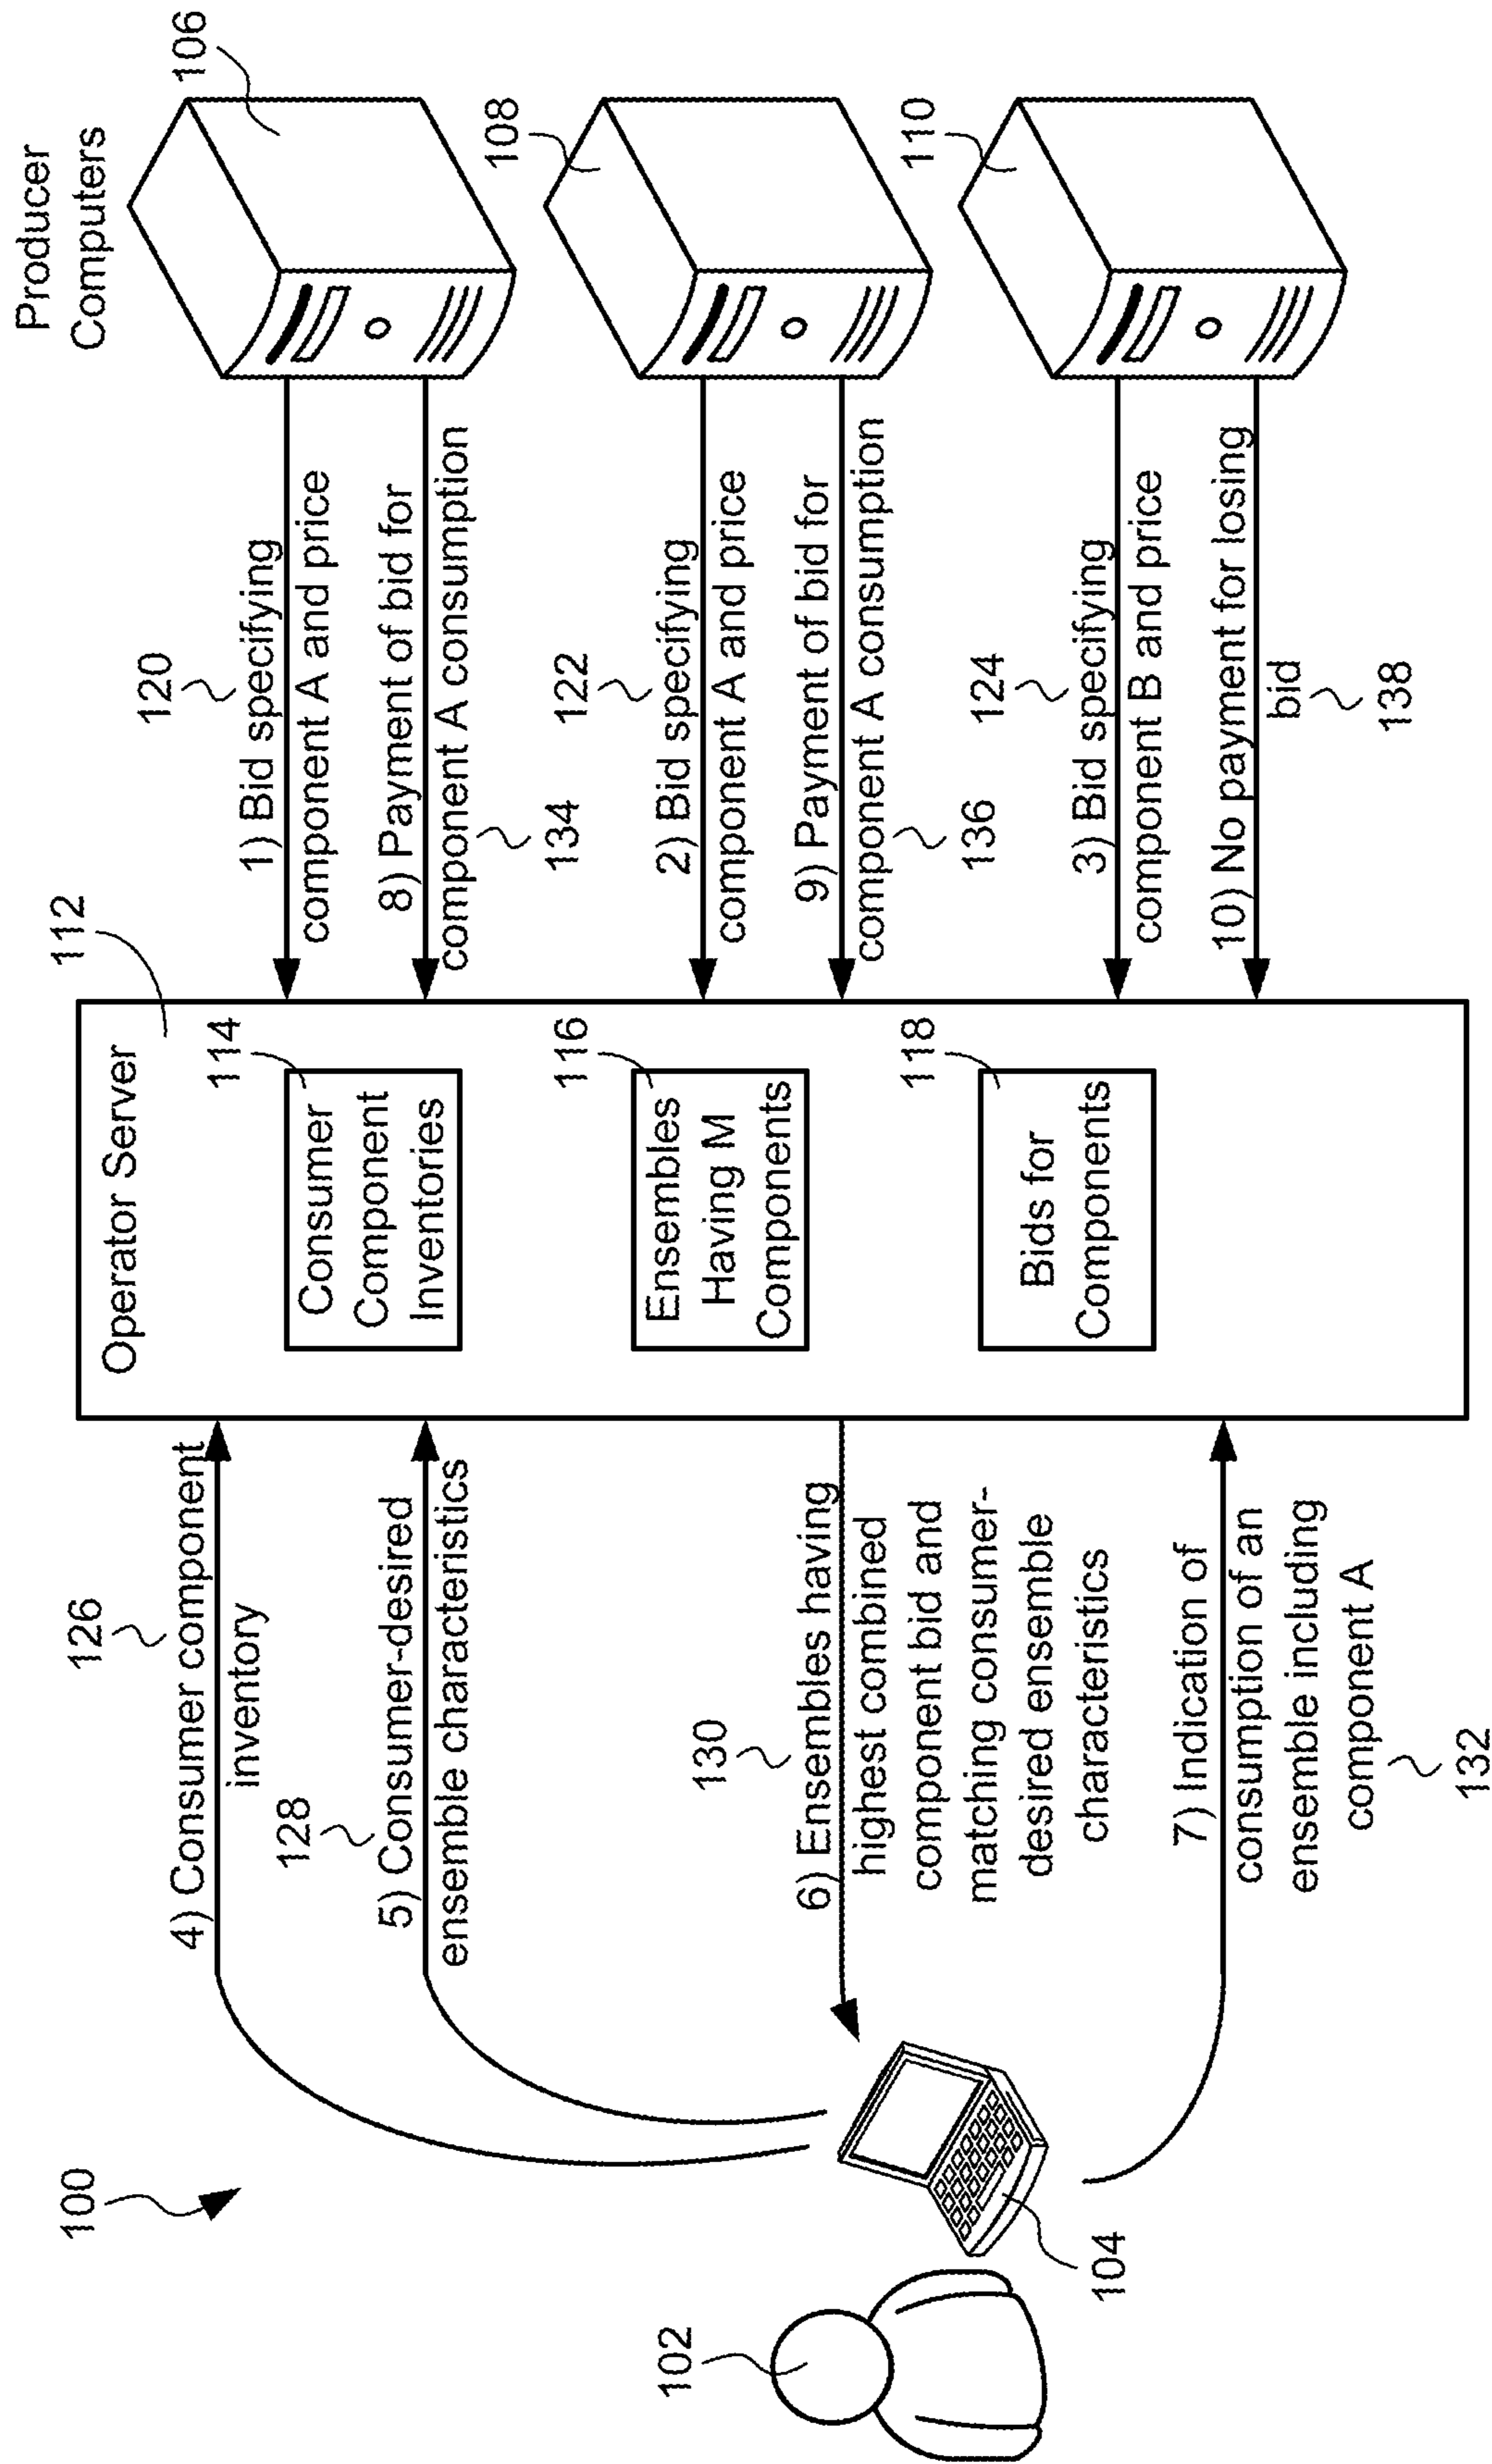 100
102
104
126
4) Consumer component
inventory
128
5) Consumer-desired
ensemble characteristics
130
6) Ensembles having
highest combined
component bid and
matching consumer-
desired ensemble
characteristics
7) Indication of
consumption of an
ensemble including
component A
132
Operator Server
112
114
Consumer
Component
Inventories
116
Ensembles
Having M
Components
118
Bids for
Components
Producer
Computers
106
120
1) Bid specifying
component A and price
8) Payment of bid for
component A consumption
134
108
122
2) Bid specifying
component A and price
9) Payment of bid for
component A consumption
136
110
124
3) Bid specifying
component B and price
10) No payment for losing
bid
138